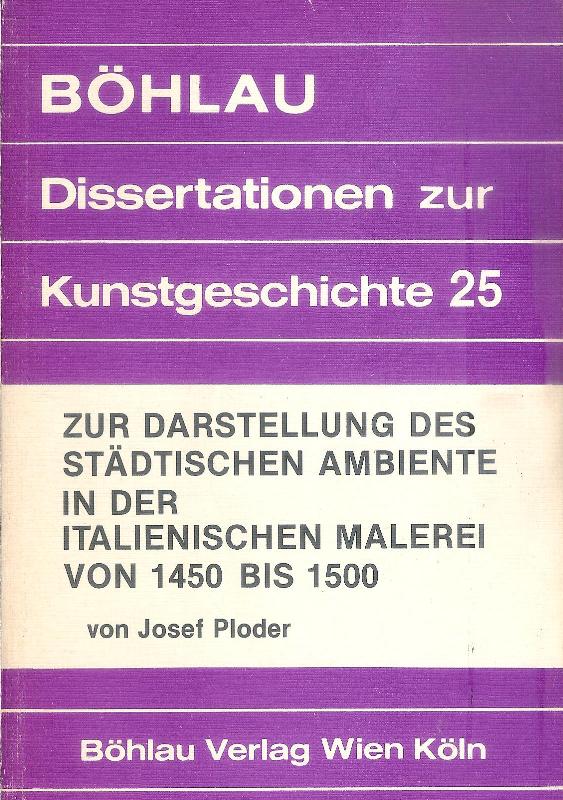 BÖHLAU
Dissertationen zur
Kunstgeschichte 25
ZUR DARSTELLUNG DES
STÄDTISCHEN AMBIENTE
IN DER
ITALIENISCHEN MALEREI
VON 1450 BIS 1500
von Josef Ploder
Böhlau Verlag Wien Köln